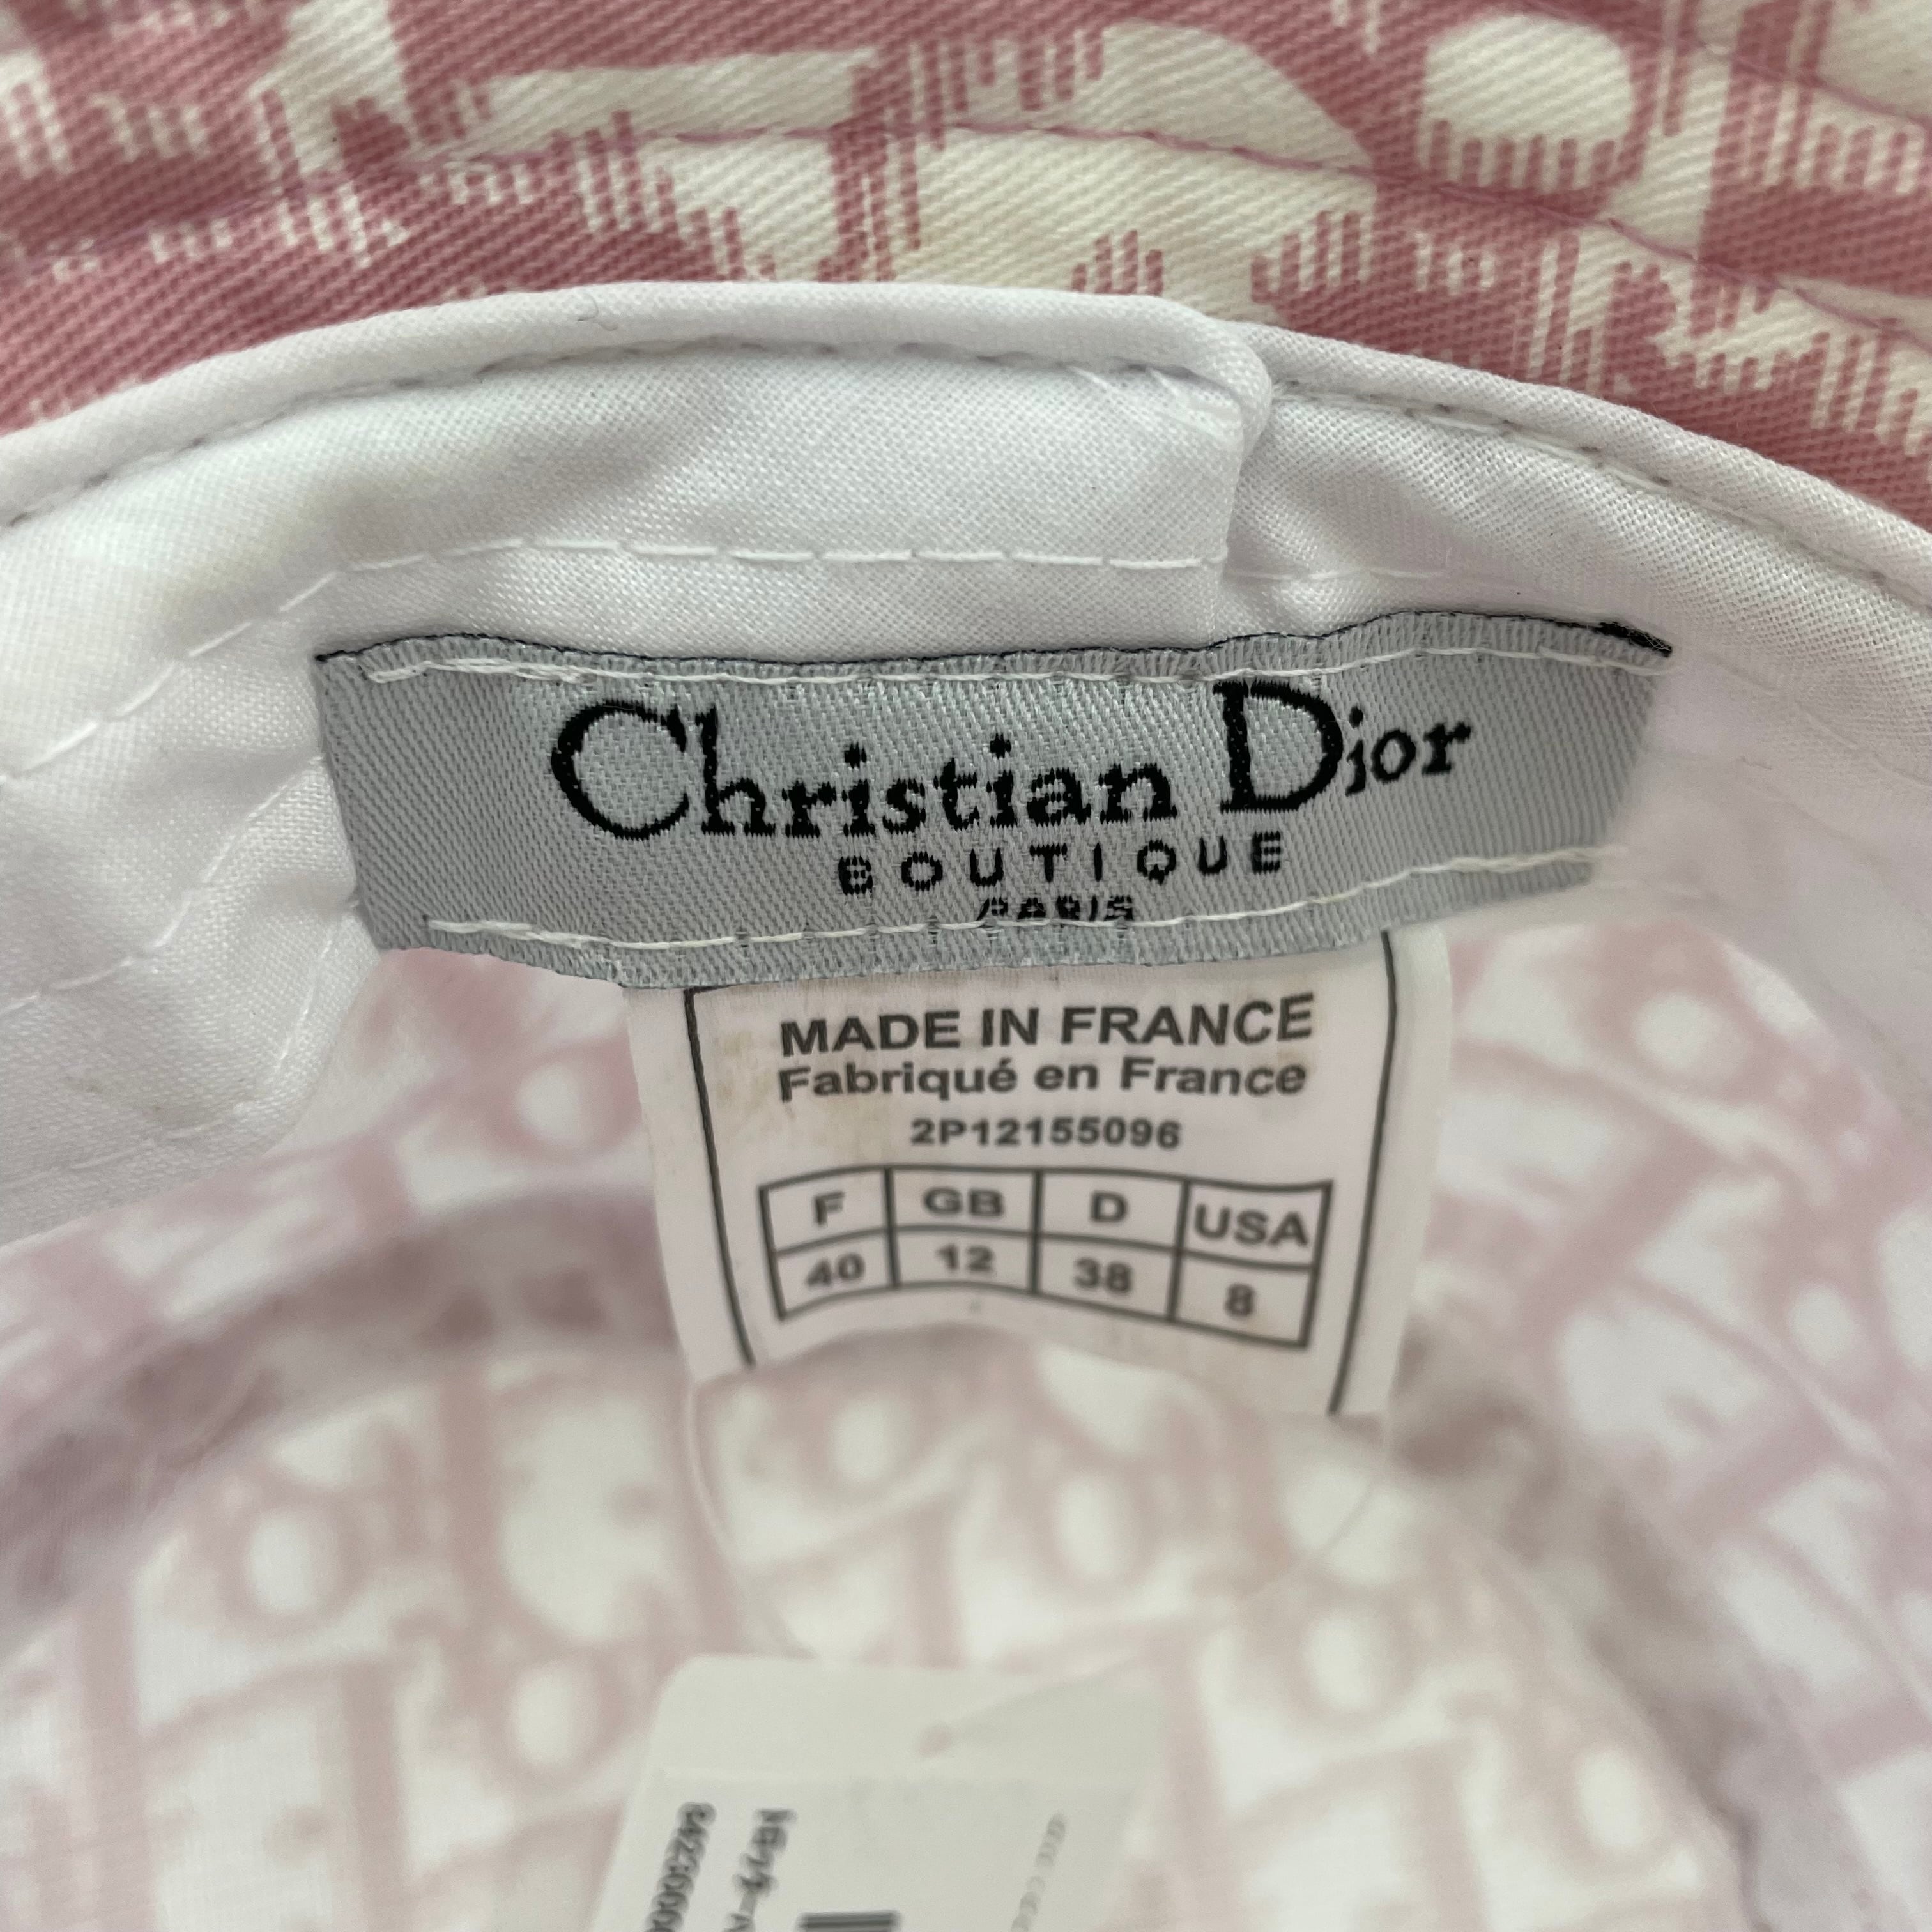 Christian Dior
BOUTIQUE
PARIS
MADE IN FRANCE
Fabriqué en France
2P12155096
F GB D USA
40 12 38 8